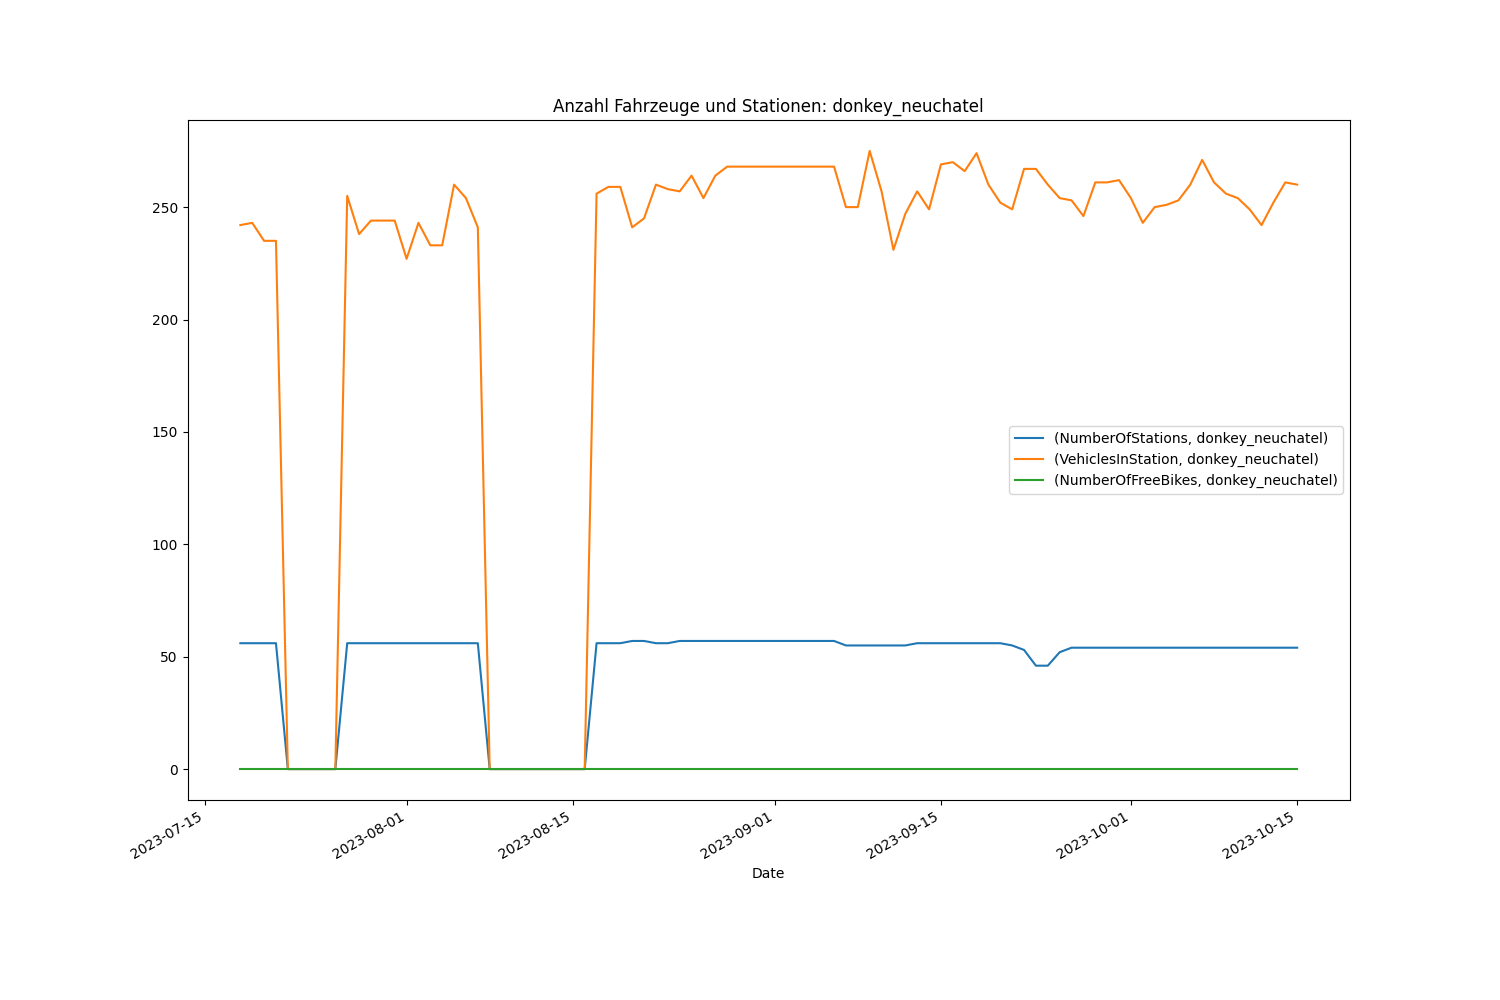 Anzahl Fahrzeuge und Stationen: donkey_neuchatel
250
200
150
100
50
0
(NumberOfStations, donkey_neuchatel)
(VehiclesInStation, donkey_neuchatel)
(NumberOfFreeBikes, donkey_neuchatel)
2023-07-15
2023-08-01
2023-08-15
2023-09-01
2023-09-15
2023-10-01
2023-10-15
Date